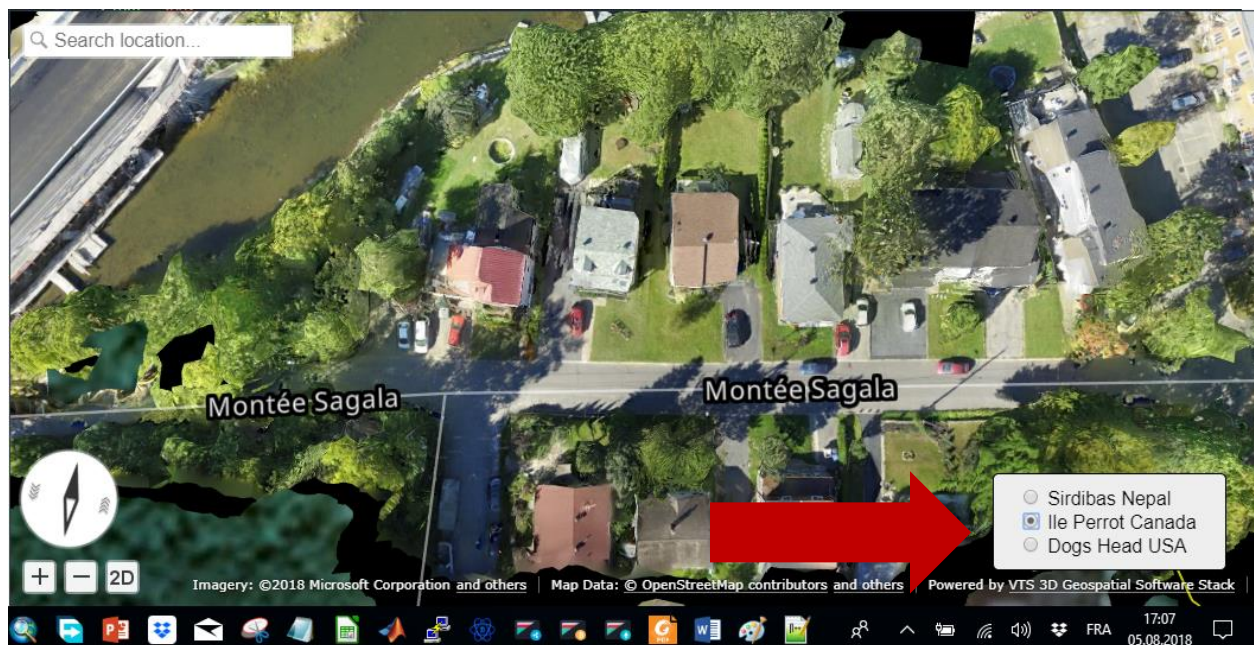 Search location...
Montée Sagala
Montée Sagala
Sirdibas Nepal
Ile Perrot Canada
Dogs Head USA
2D
Imagery: ©2018 Microsoft Corporation and others
Map Data: © OpenStreetMap contributors and others
Powered by VTS 3D Geospatial Software Stack
FRA
17:07
05.08.2018